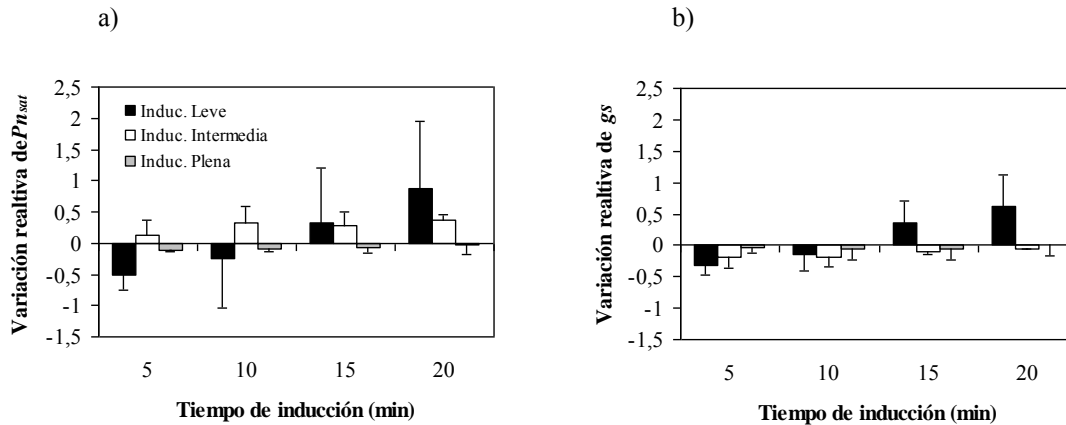 a)
Variación realtiva de Pnsat
2,5
2
1,5
1
0,5
0
-0,5
-1
-1,5
Induc. Leve
Induc. Intermedia
Induc. Plena
5 10 15 20
Tiempo de inducción (min)
b)
Variación realtiva de gs
2,5
2
1,5
1
0,5
0
-0,5
-1
-1,5
5 10 15 20
Tiempo de inducción (min)